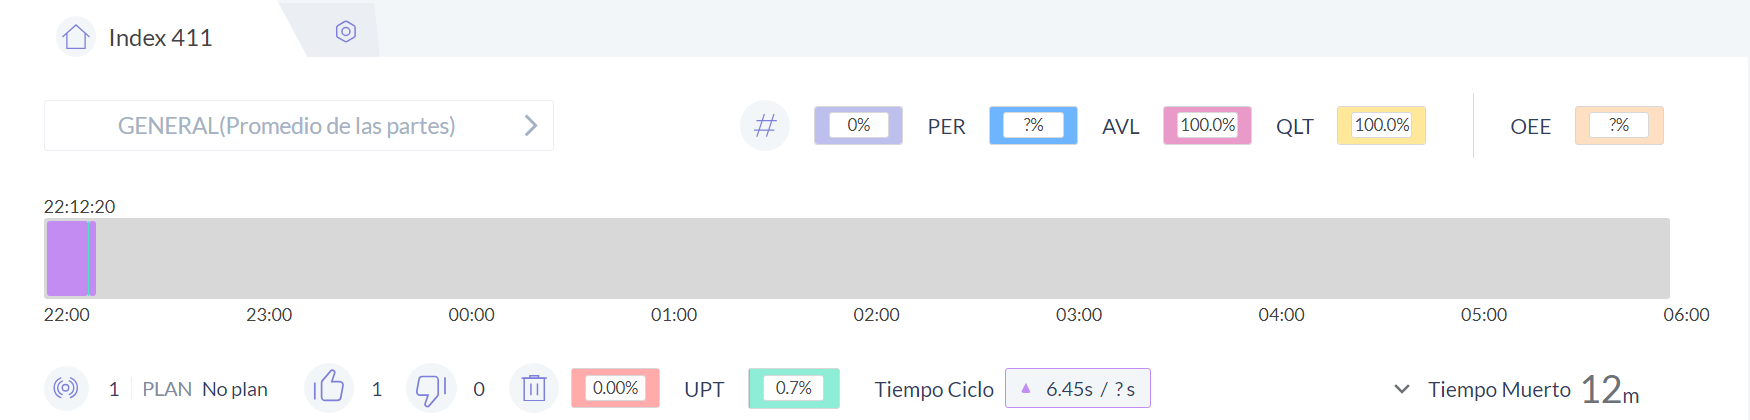 Index 411
GENERAL(Promedio de las partes)
# 0% PER ?% AVL 100.0% QLT 100.0% OEE ?%
22:12:20
22:00 23:00 00:00 01:00 02:00 03:00 04:00 05:00 06:00
1 PLAN No plan 1 0 0.00% UPT 0.7% Tiempo Ciclo ▲ 6.45s / ? s Tiempo Muerto 12m